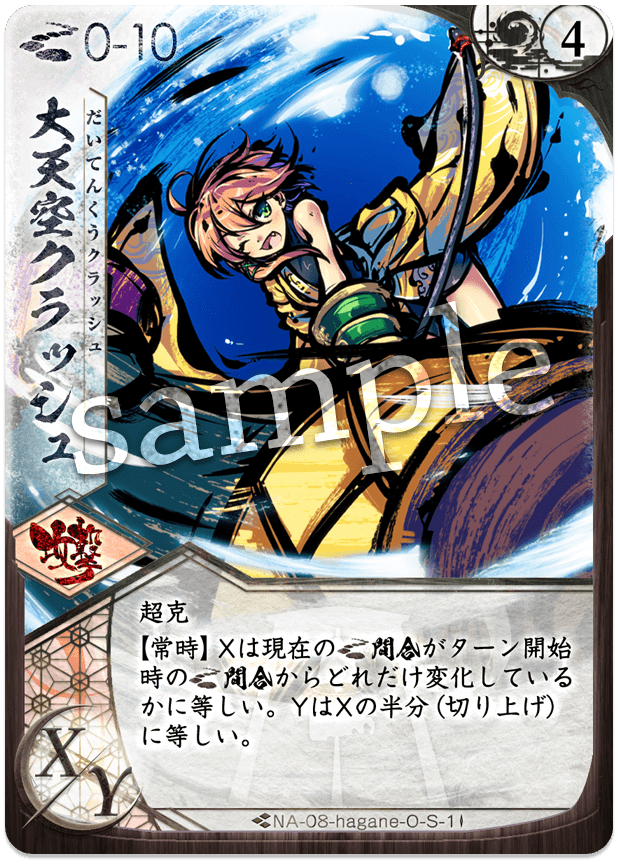 0-10
4
大天空クラッシュ
だいてんくうクラッシュ
sample
攻撃
超克
【常時】Xは現在の間合がターン開始
時の間合からどれだけ変化している
かに等しい。YはXの半分(切り上げ)
に等しい。
X/Y
NA-08-hagane-O-S-1